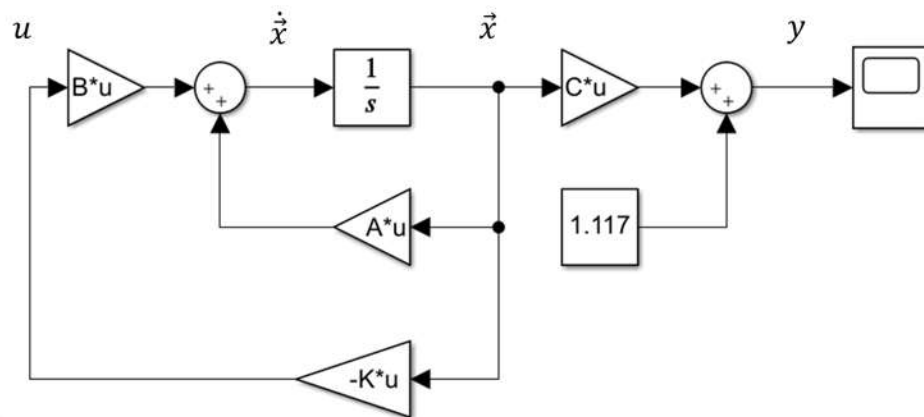 u ẋ⃗ x⃗ y
B*u + + 1/s C*u + +
A*u 1.117
-K*u